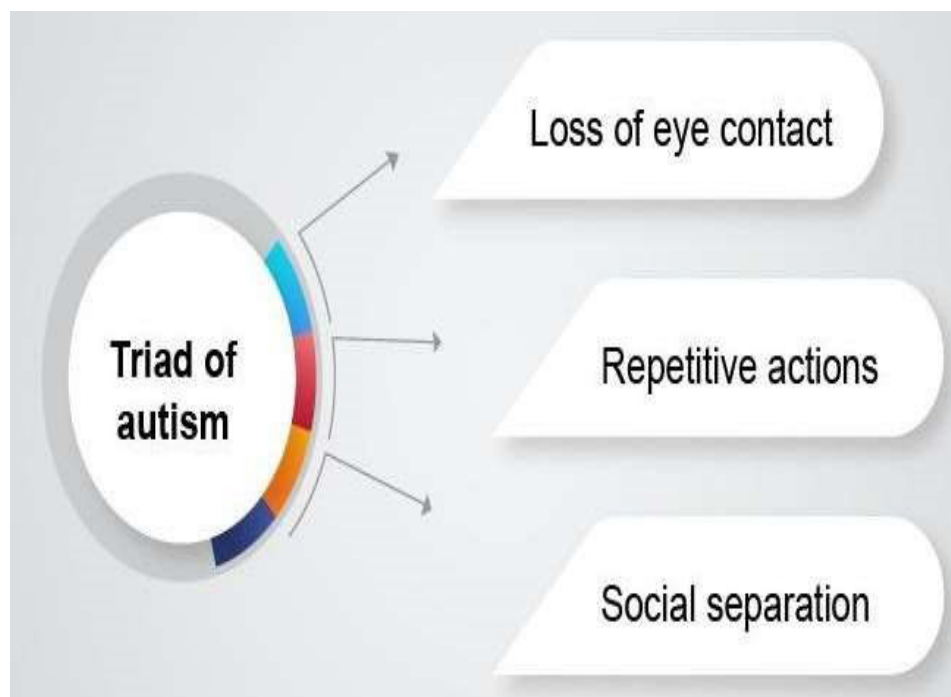 Loss of eye contact
Triad of
autism
Repetitive actions
Social separation